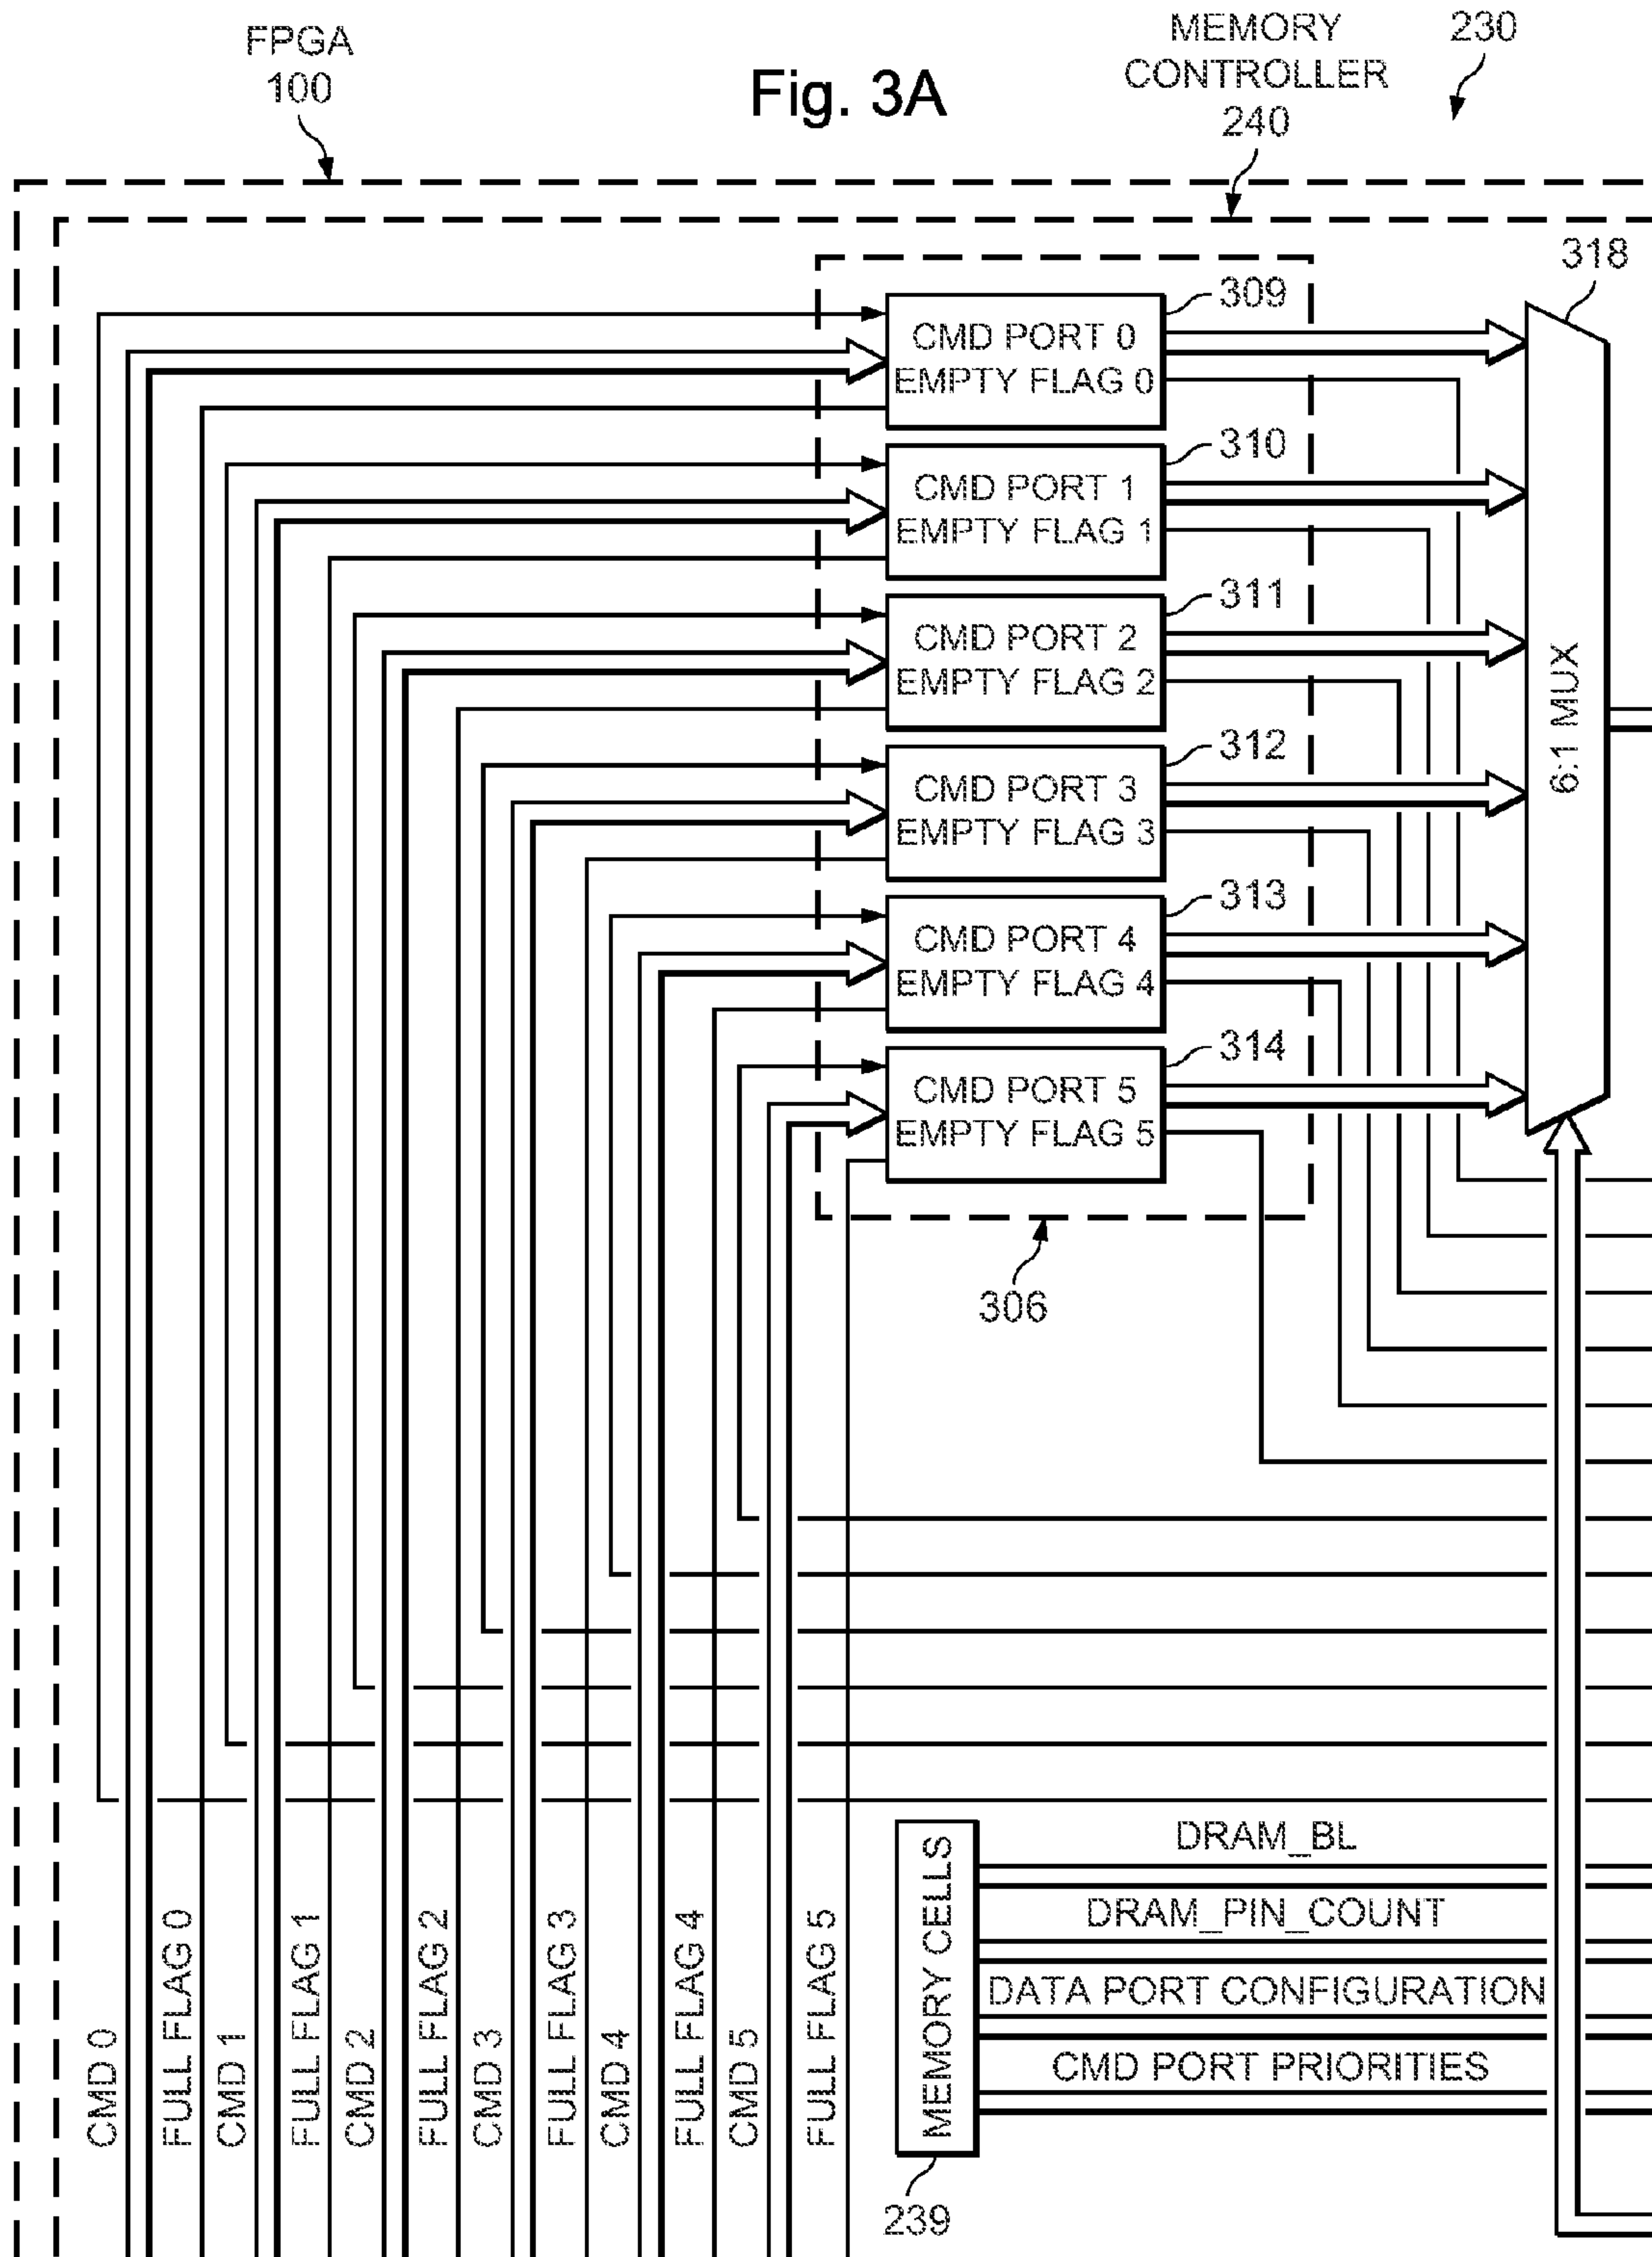 FPGA
100
Fig. 3A
MEMORY
CONTROLLER
240
230
318
309
CMD PORT 0
EMPTY FLAG 0
310
CMD PORT 1
EMPTY FLAG 1
311
CMD PORT 2
EMPTY FLAG 2
312
CMD PORT 3
EMPTY FLAG 3
313
CMD PORT 4
EMPTY FLAG 4
314
CMD PORT 5
EMPTY FLAG 5
6:1 MUX
306
CMD 0
FULL FLAG 0
CMD 1
FULL FLAG 1
CMD 2
FULL FLAG 2
CMD 3
FULL FLAG 3
CMD 4
FULL FLAG 4
CMD 5
FULL FLAG 5
MEMORY CELLS
DRAM_BL
DRAM_PIN_COUNT
DATA PORT CONFIGURATION
CMD PORT PRIORITIES
239